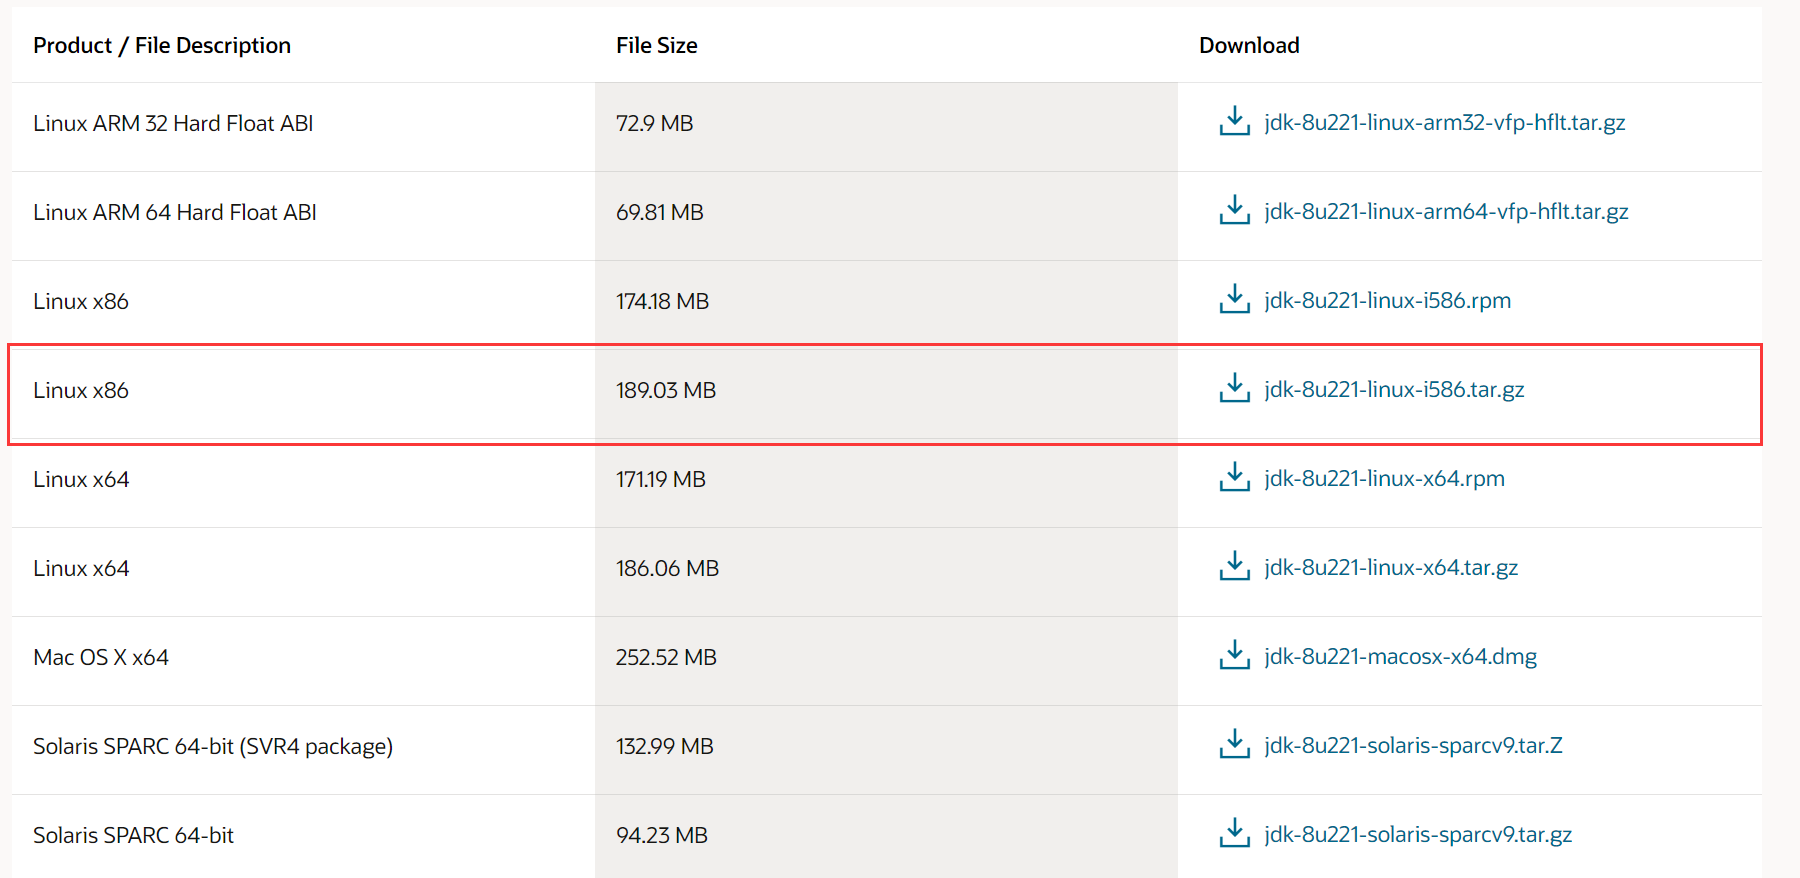 Product / File Description File Size Download
Linux ARM 32 Hard Float ABI 72.9 MB jdk-8u221-linux-arm32-vfp-hflt.tar.gz
Linux ARM 64 Hard Float ABI 69.81 MB jdk-8u221-linux-arm64-vfp-hflt.tar.gz
Linux x86 174.18 MB jdk-8u221-linux-i586.rpm
Linux x86 189.03 MB jdk-8u221-linux-i586.tar.gz
Linux x64 171.19 MB jdk-8u221-linux-x64.rpm
Linux x64 186.06 MB jdk-8u221-linux-x64.tar.gz
Mac OS X x64 252.52 MB jdk-8u221-macosx-x64.dmg
Solaris SPARC 64-bit (SVR4 package) 132.99 MB jdk-8u221-solaris-sparcv9.tar.Z
Solaris SPARC 64-bit 94.23 MB jdk-8u221-solaris-sparcv9.tar.gz